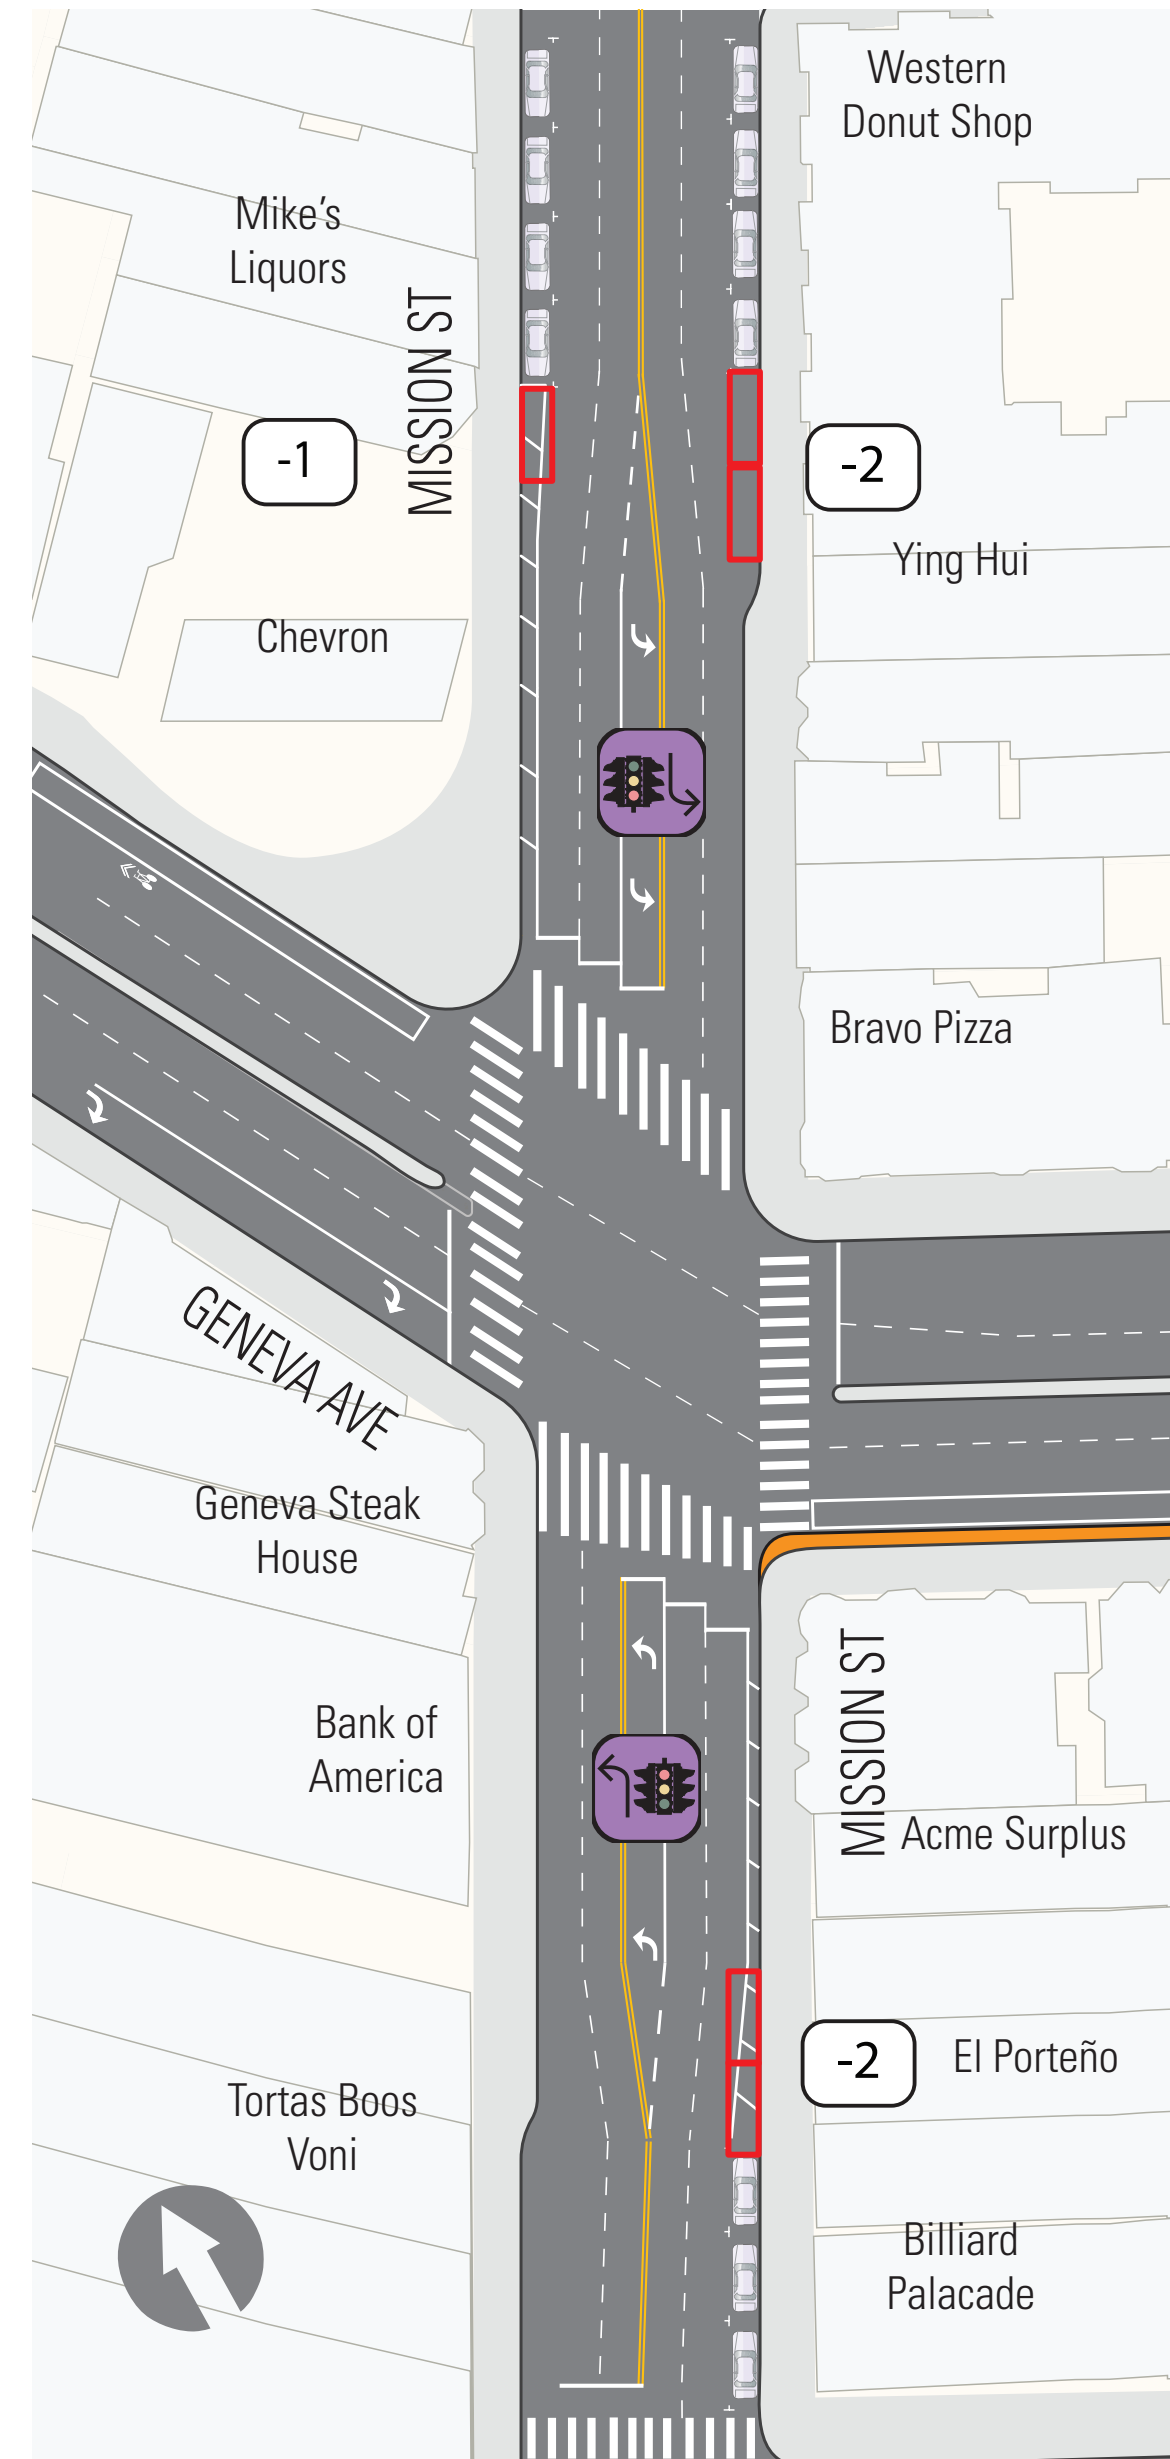 Western
Donut Shop
Mike's
Liquors
MISSION ST
-1
-2
Ying Hui
Chevron
Bravo Pizza
GENEVA AVE
Geneva Steak
House
MISSION ST
Bank of
America
Acme Surplus
-2
El Porteño
Tortas Boos
Voni
Billiard
Palacade